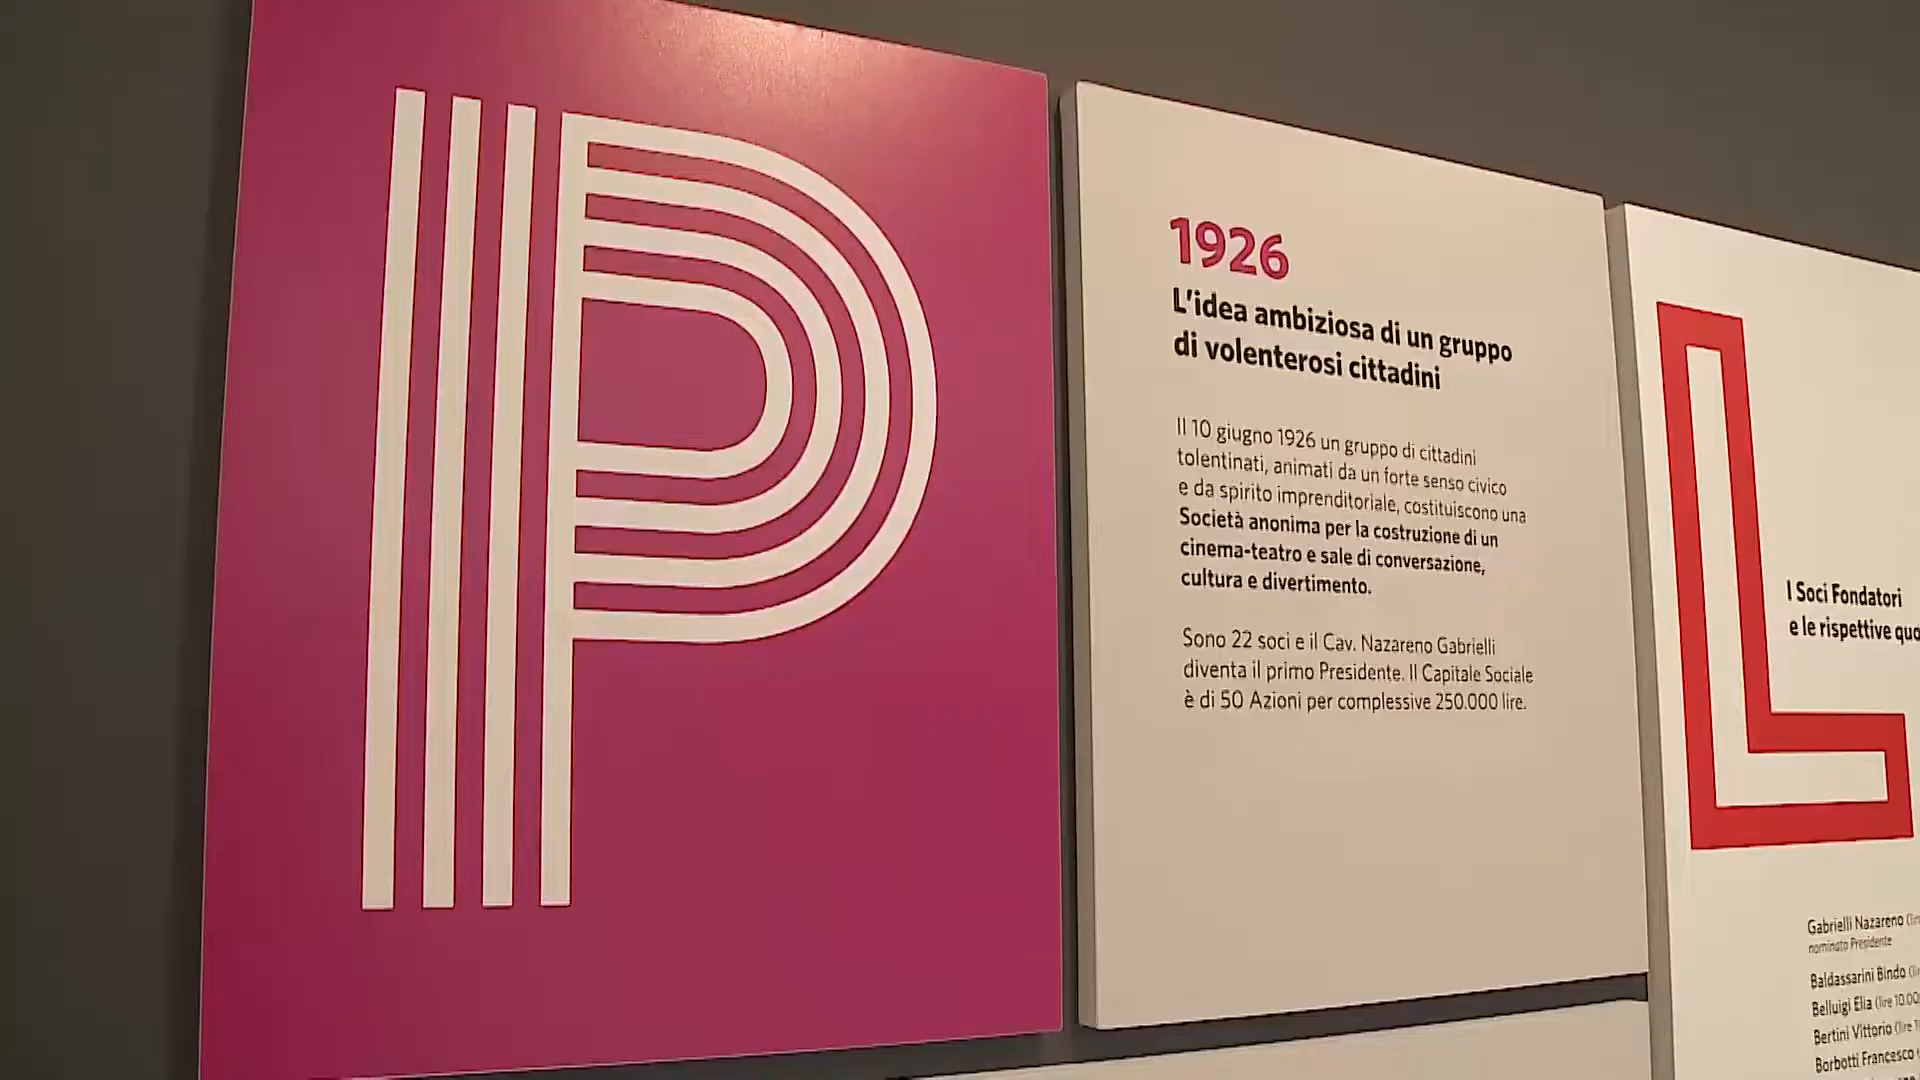 P
1926
L'idea ambiziosa di un gruppo
di volenterosi cittadini
Il 10 giugno 1926 un gruppo di cittadini
tolentinati, animati da un forte senso civico
e da spirito imprenditoriale, costituiscono una
Società anonima per la costruzione di un
cinema-teatro e sale di conversazione,
cultura e divertimento.
Sono 22 soci e il Cav. Nazareno Gabrielli
diventa il primo Presidente. Il Capitale Sociale
è di 50 Azioni per complessive 250.000 lire.
L
I Soci Fondatori
e le rispettive
Gabrielli Nazareno
nominato Presidente
Baldassarini Bindo
Belluigi Elia (lire
Bertini Vittorio (lire
Borbotti Francesco